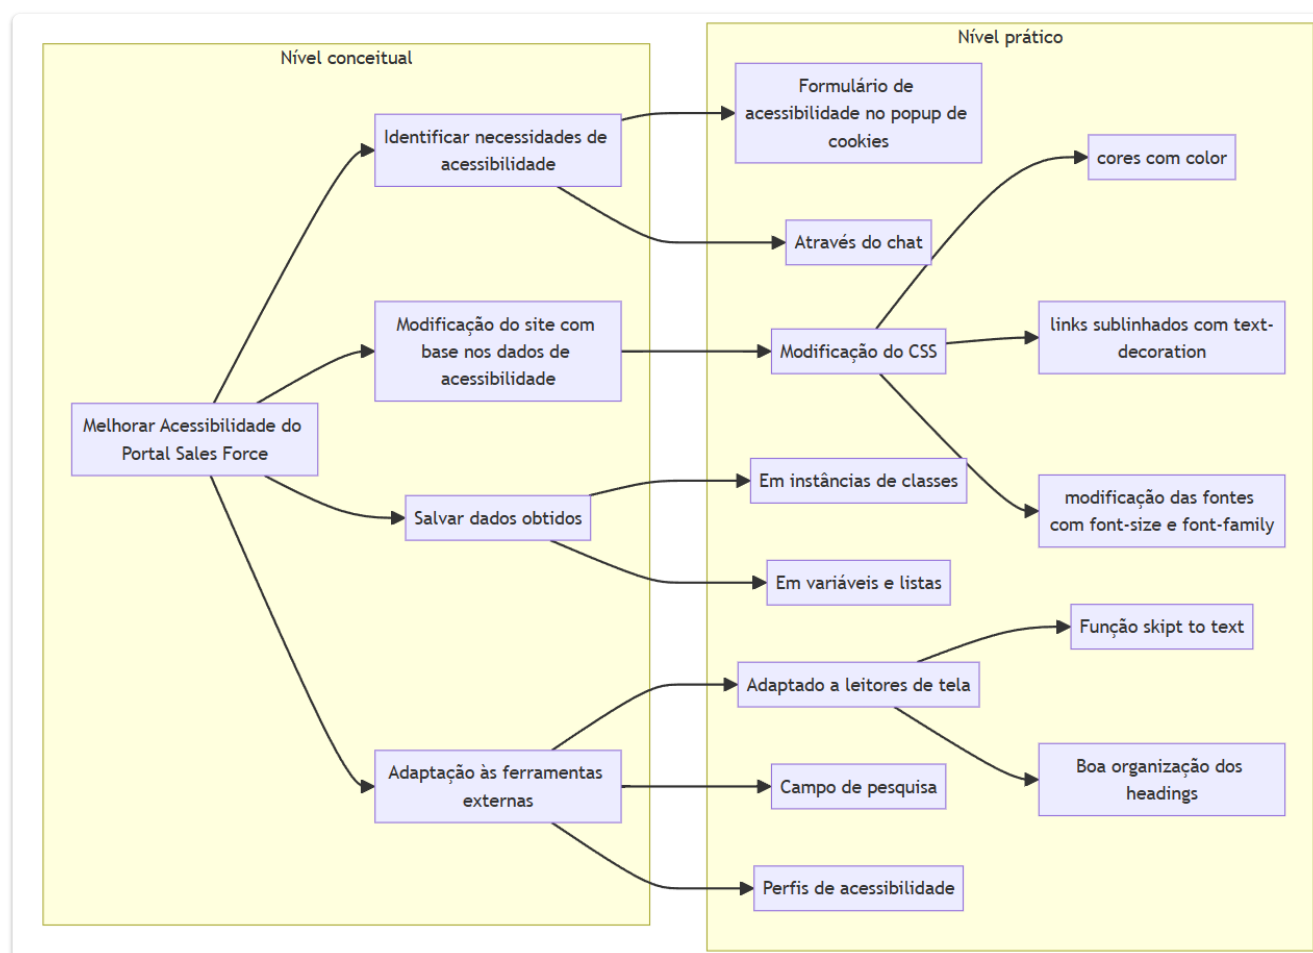 Nível conceitual
Melhorar Acessibilidade do
Portal Sales Force
Identificar necessidades de
acessibilidade
Modificação do site com
base nos dados de
acessibilidade
Salvar dados obtidos
Adaptação às ferramentas
externas
Nível prático
Formulário de
acessibilidade no popup de
cookies
Através do chat
Modificação do CSS
cores com color
links sublinhados com text-
decoration
modificação das fontes
com font-size e font-family
Em instâncias de classes
Em variáveis e listas
Adaptado a leitores de tela
Função skipt to text
Boa organização dos
headings
Campo de pesquisa
Perfis de acessibilidade